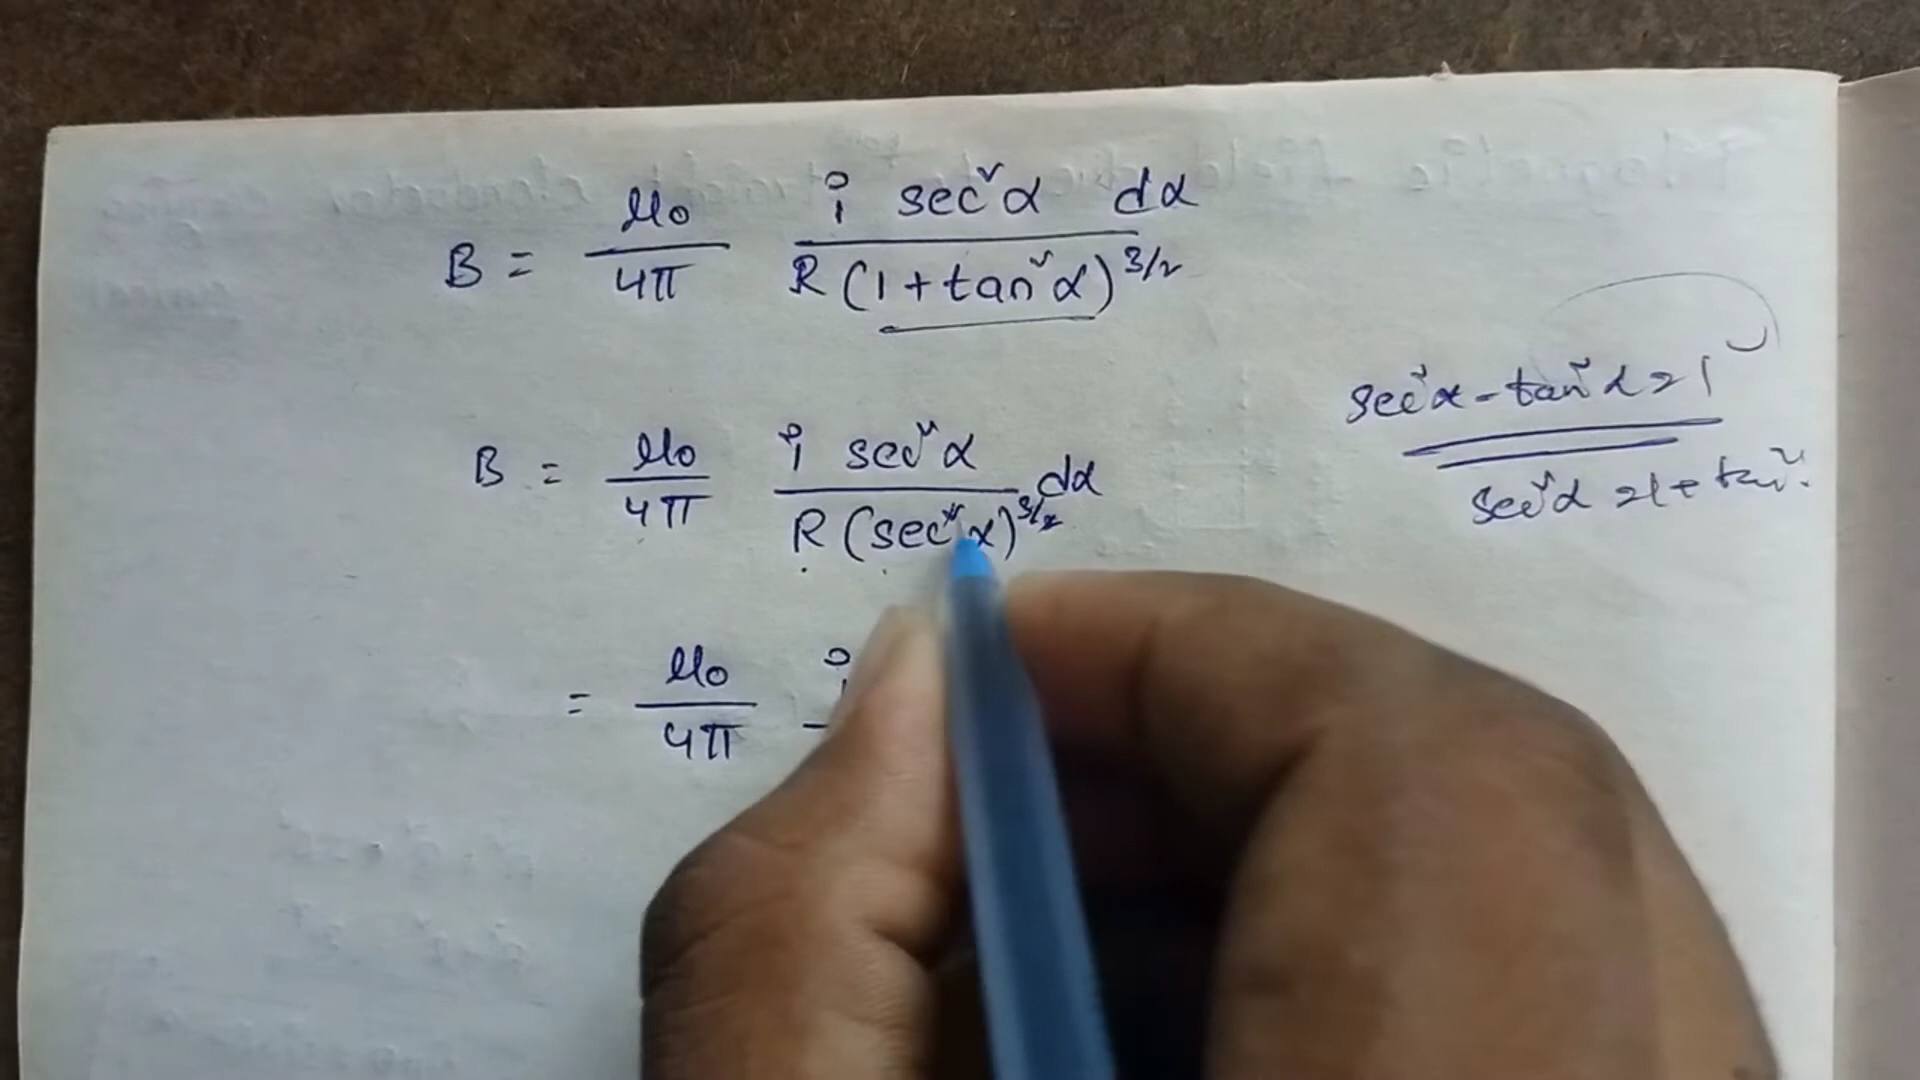 B = μ₀/4π i sec²α dα / R(1+tan²α)^3/2
sec²α - tan²α = 1
B = μ₀/4π i sec²α / R(sec²α)^3/2 dα
sec²α = 1 + tan²
= μ₀/4π i